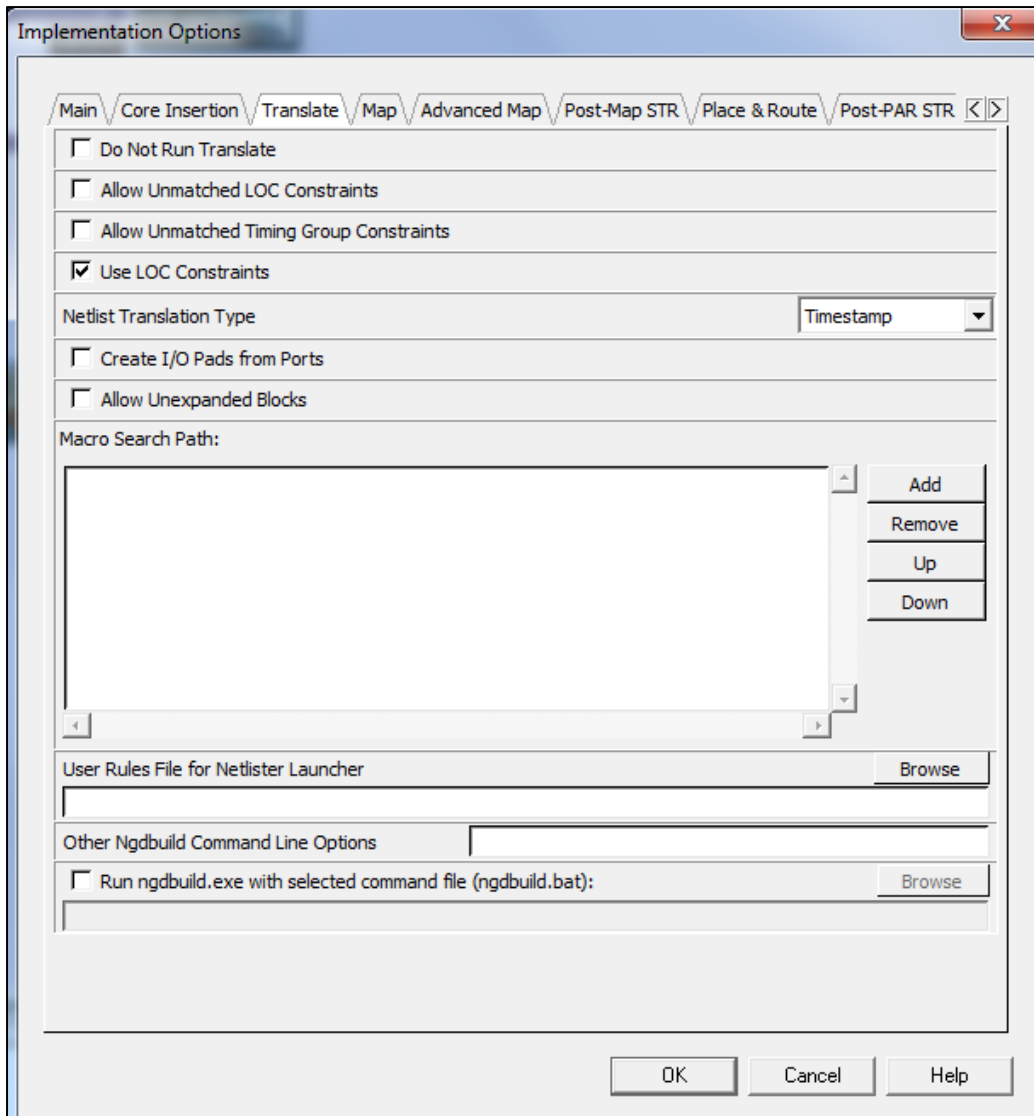 Implementation Options
Main Core Insertion Translate Map Advanced Map Post-Map STR Place & Route Post-PAR STR
Do Not Run Translate
Allow Unmatched LOC Constraints
Allow Unmatched Timing Group Constraints
Use LOC Constraints
Netlist Translation Type Timestamp
Create I/O Pads from Ports
Allow Unexpanded Blocks
Macro Search Path:
Add
Remove
Up
Down
User Rules File for Netlister Launcher Browse
Other Ngdbuild Command Line Options
Run ngdbuild.exe with selected command file (ngdbuild.bat): Browse
OK Cancel Help